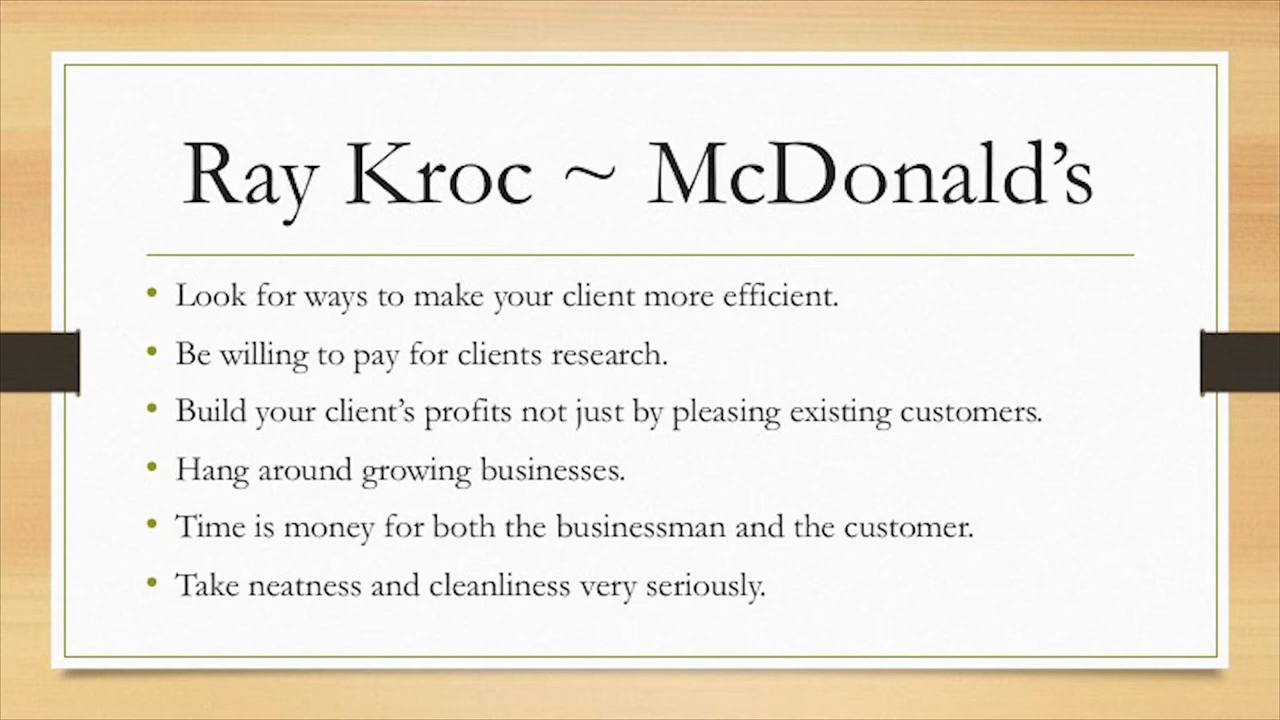 Ray Kroc ~ McDonald’s
• Look for ways to make your client more efficient.
• Be willing to pay for clients research.
• Build your client’s profits not just by pleasing existing customers.
• Hang around growing businesses.
• Time is money for both the businessman and the customer.
• Take neatness and cleanliness very seriously.